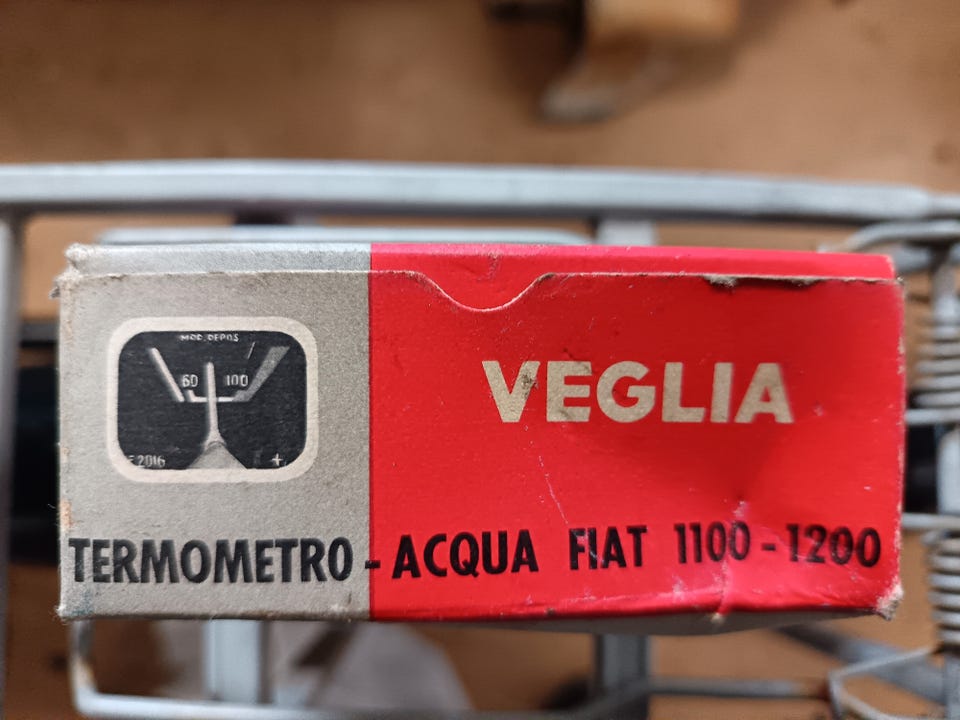 MOD. DEPOS
60 100
2016
VEGLIA
TERMOMETRO - ACQUA FIAT 1100 - 1200